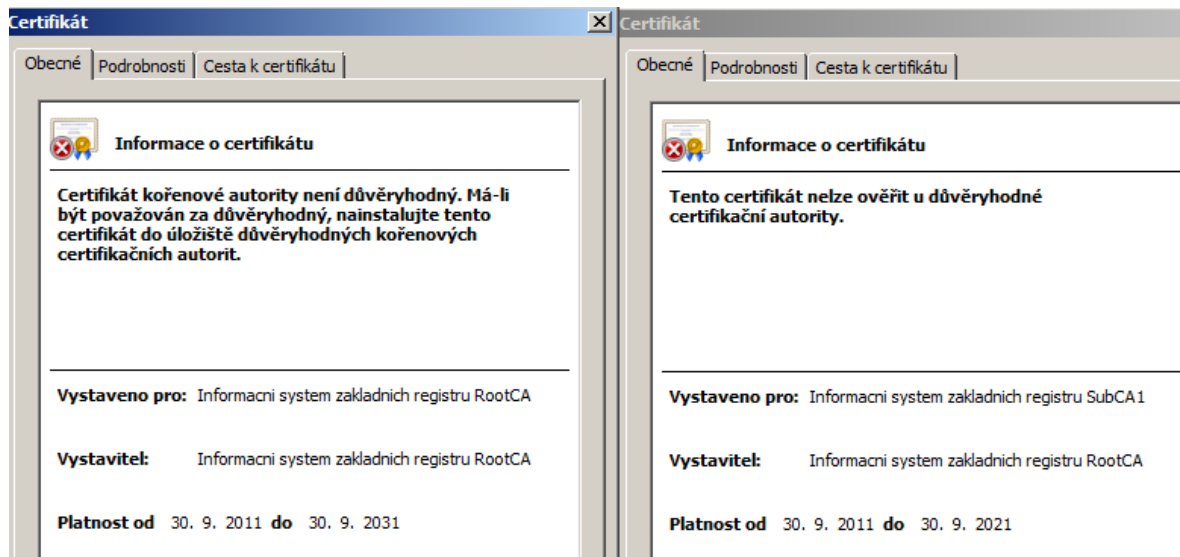 Certifikát
Obecné Podrobnosti Cesta k certifikátu
Informace o certifikátu
Certifikát kořenové autority není důvěryhodný. Má-li
být považován za důvěryhodný, nainstalujte tento
certifikát do úložiště důvěryhodných kořenových
certifikačních autorit.
Vystaveno pro: Informacni system zakladnich registru RootCA
Vystavitel: Informacni system zakladnich registru RootCA
Platnost od 30. 9. 2011 do 30. 9. 2031
Certifikát
Obecné Podrobnosti Cesta k certifikátu
Informace o certifikátu
Tento certifikát nelze ověřit u důvěryhodné
certifikační autority.
Vystaveno pro: Informacni system zakladnich registru SubCA1
Vystavitel: Informacni system zakladnich registru RootCA
Platnost od 30. 9. 2011 do 30. 9. 2021